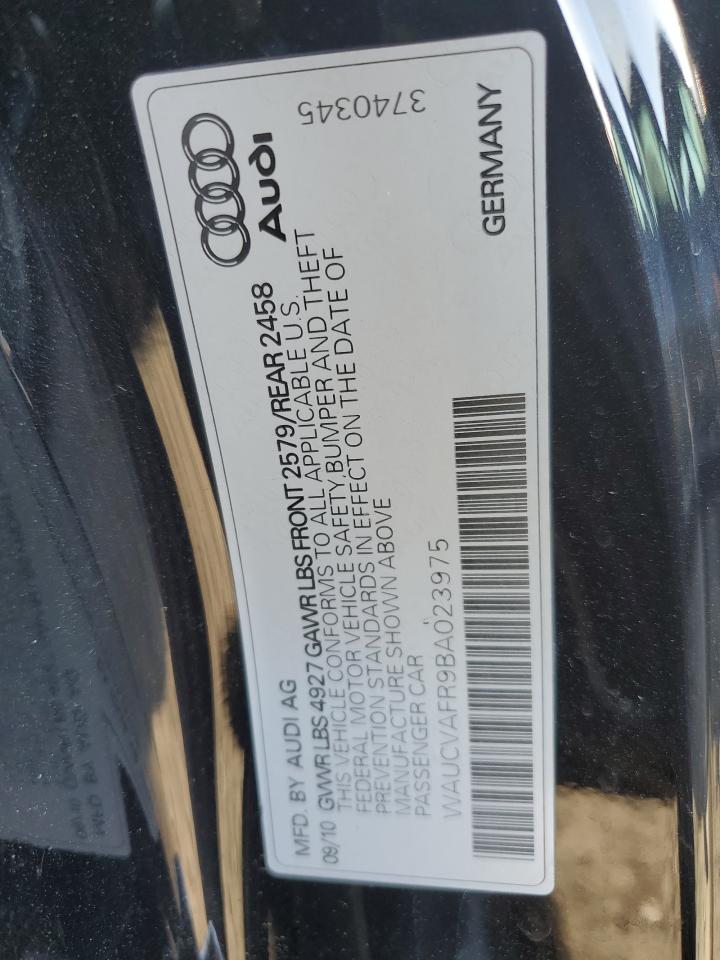 Audi
3740345
MFD. BY AUDI AG
09/10 GVWR LBS 4927 GAWR LBS FRONT 2579/REAR 2458
THIS VEHICLE CONFORMS TO ALL APPLICABLE U.S.
FEDERAL MOTOR VEHICLE SAFETY, BUMPER AND THEFT
PREVENTION STANDARDS IN EFFECT ON THE DATE OF
MANUFACTURE SHOWN ABOVE
PASSENGER CAR
WAUCVAFR9BA023975
GERMANY